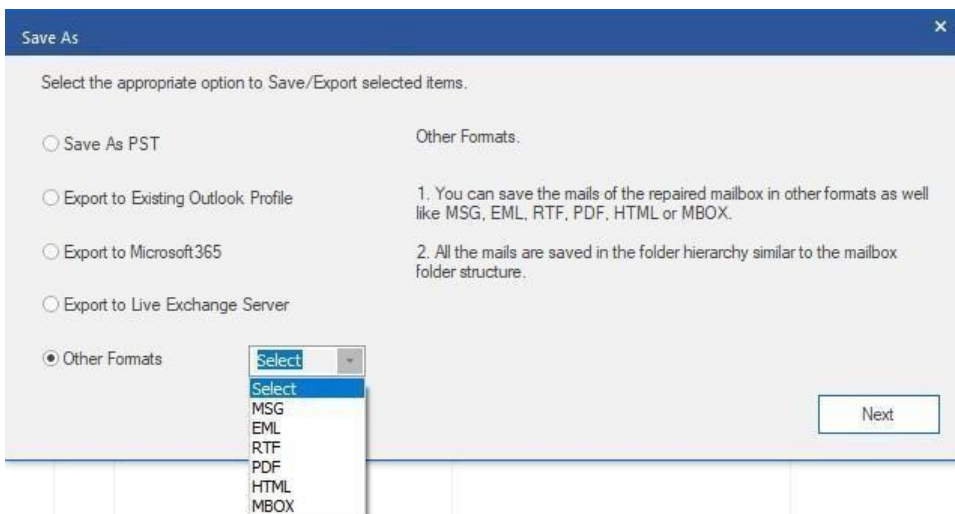 Save As
×
Select the appropriate option to Save/Export selected items.
Save As PST
Export to Existing Outlook Profile
Export to Microsoft365
Export to Live Exchange Server
Other Formats
Select
Select
MSG
EML
RTF
PDF
HTML
MBOX
Other Formats.
1. You can save the mails of the repaired mailbox in other formats as well
like MSG, EML, RTF, PDF, HTML or MBOX.
2. All the mails are saved in the folder hierarchy similar to the mailbox
folder structure.
Next